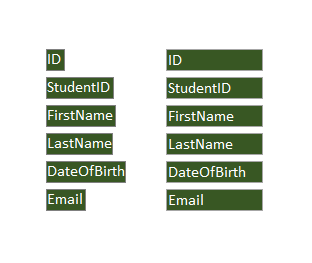 ID ID
StudentID StudentID
FirstName FirstName
LastName LastName
DateOfBirth DateOfBirth
Email Email